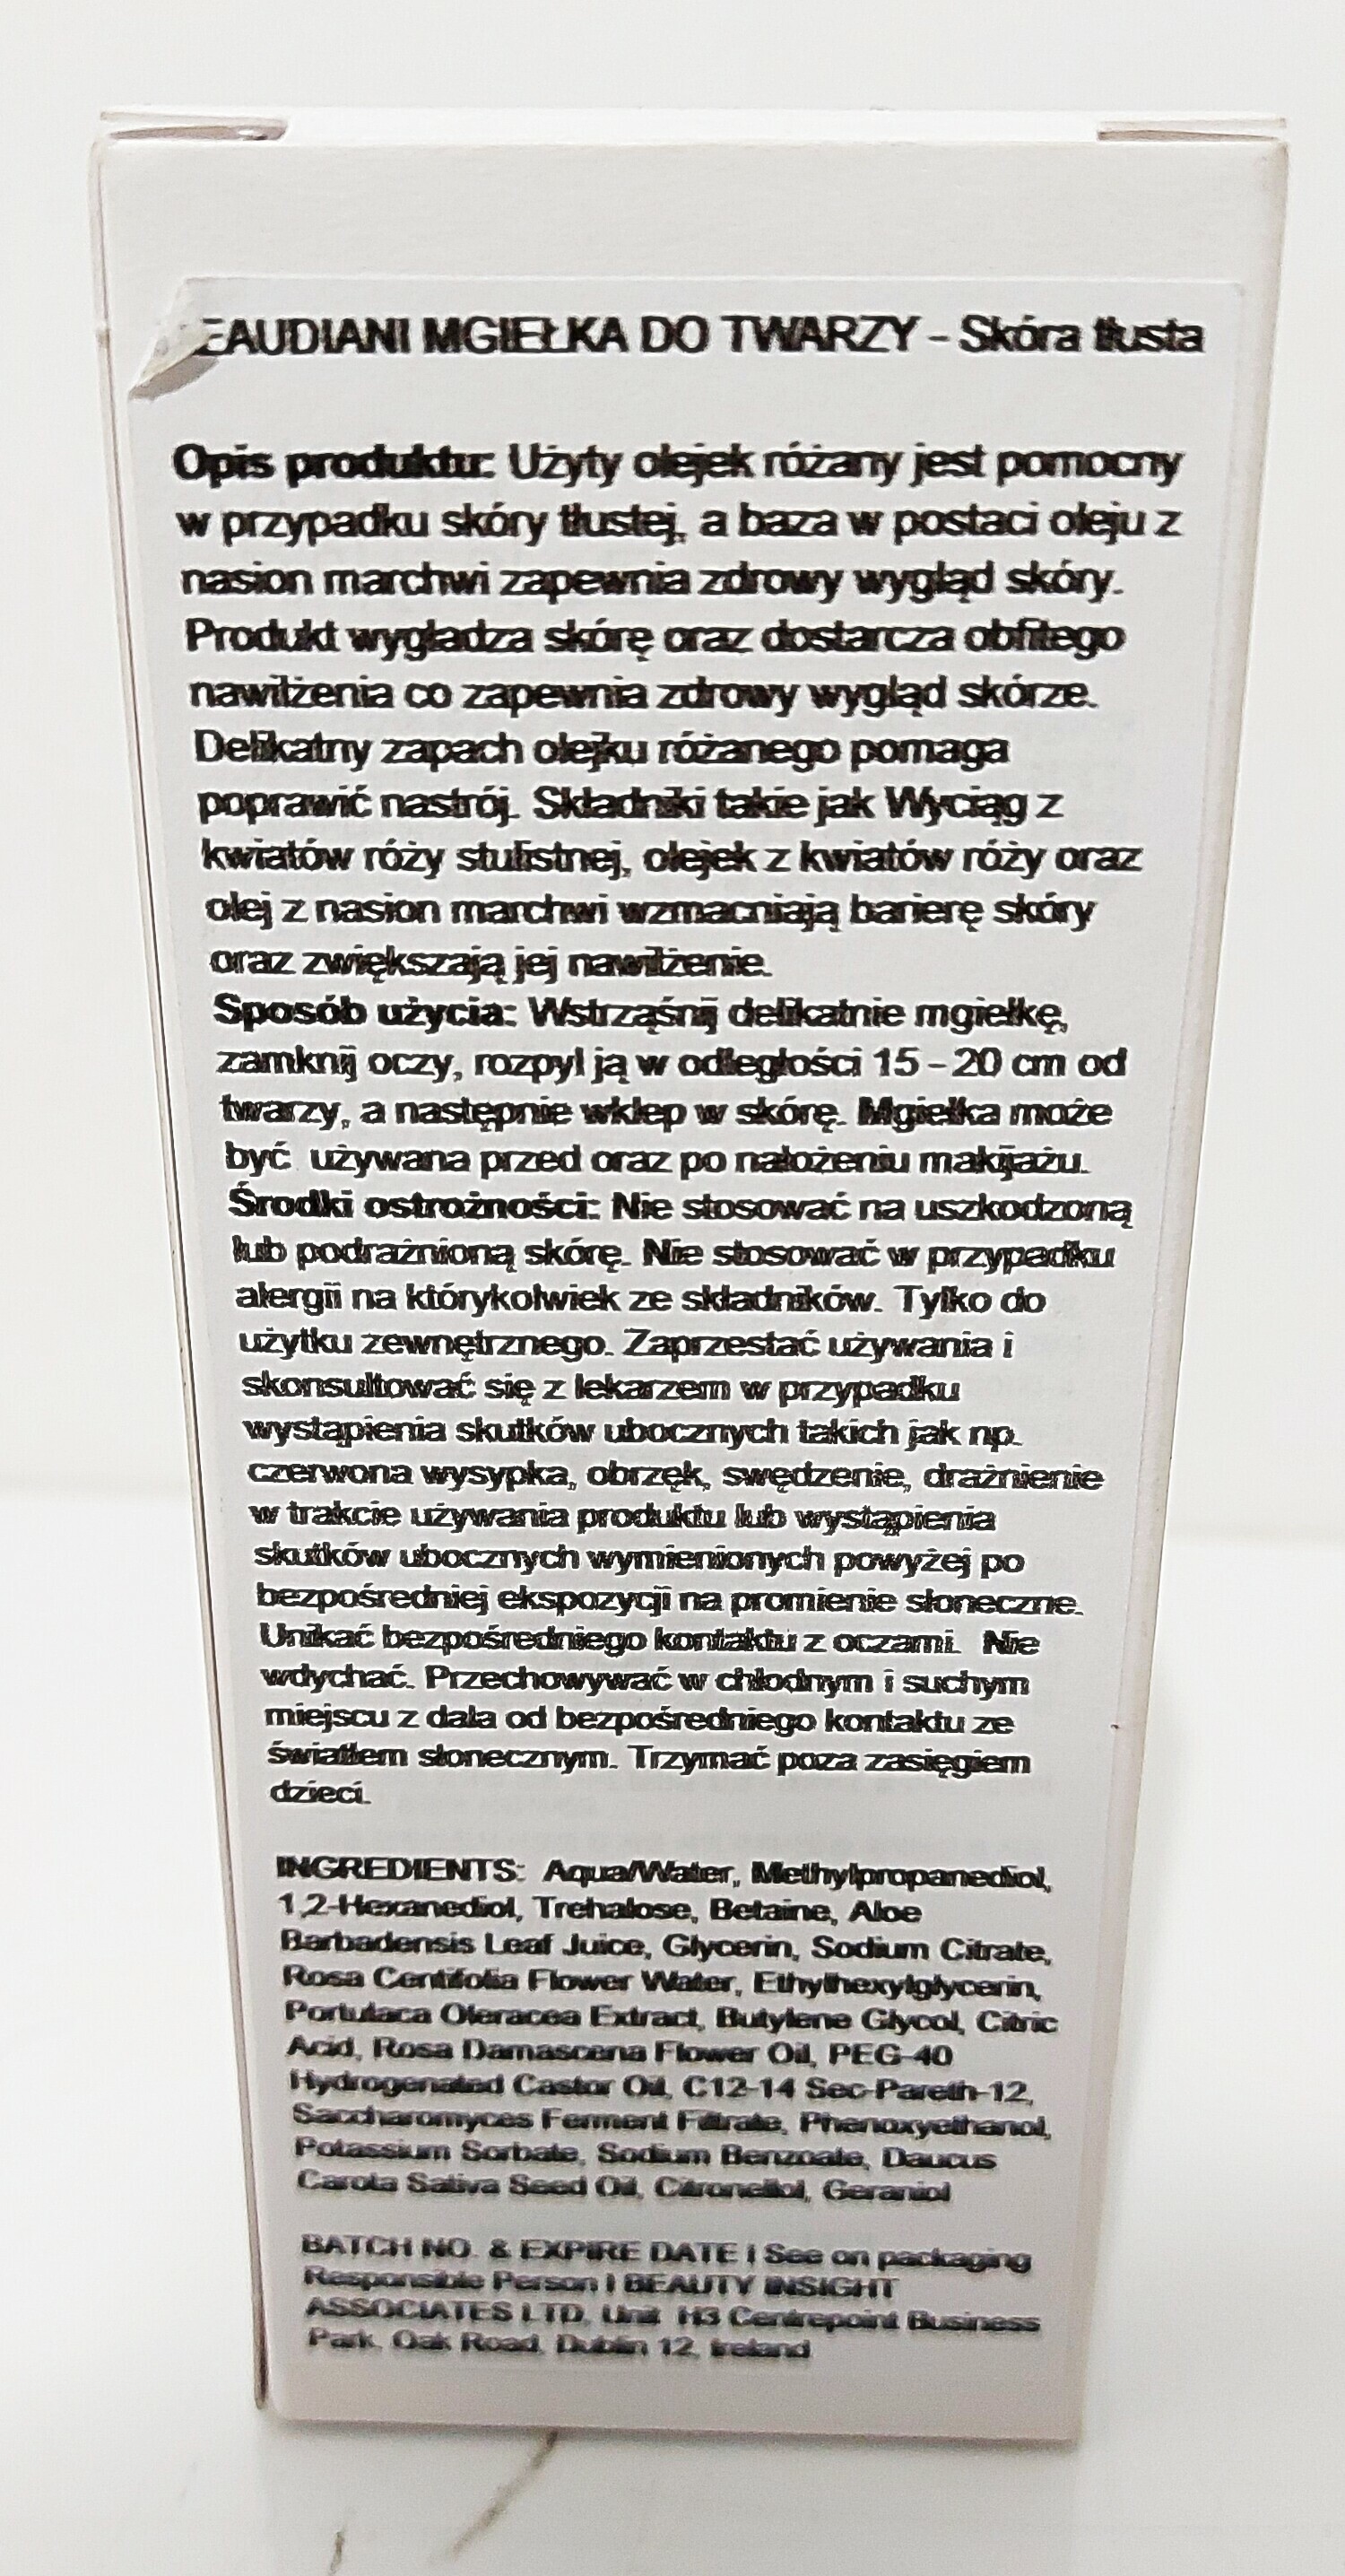 EAUDIANI MGIEŁKA DO TWARZY – Skóra tłusta
Opis produktu: Użyty olejek różany jest pomocny
w przypadku skóry tłustej, a baza w postaci oleju z
nasion marchwi zapewnia zdrowy wygląd skóry.
Produkt wygładza skórę oraz dostarcza obfitego
nawilżenia co zapewnia zdrowy wygląd skórze.
Delikatny zapach olejku różanego pomaga
poprawić nastrój. Składniki takie jak Wyciąg z
kwiatów róży stulistnej, olejek z kwiatów róży oraz
olej z nasion marchwi wzmacniają barierę skóry
oraz zwiększają jej nawilżenie.
Sposób użycia: Wstrząśnij delikatnie mgiełkę,
zamknij oczy, rozpyl ją w odległości 15 – 20 cm od
twarzy, a następnie wklep w skórę. Mgiełka może
być używana przed oraz po nałożeniu makijażu.
Środki ostrożności: Nie stosować na uszkodzoną
lub podrażnioną skórę. Nie stosować w przypadku
alergii na którykolwiek ze składników. Tylko do
użytku zewnętrznego. Zaprzestać używania i
skonsultować się z lekarzem w przypadku
wystąpienia skutków ubocznych takich jak np.
czerwona wysypka, obrzęk, swędzenie, drażnienie
w trakcie używania produktu lub wystąpienia
skutków ubocznych wymienionych powyżej po
bezpośredniej ekspozycji na promienie słoneczne.
Unikać bezpośredniego kontaktu z oczami. Nie
wdychać. Przechowywać w chłodnym i suchym
miejscu z dala od bezpośredniego kontaktu ze
światłem słonecznym. Trzymać poza zasięgiem
dzieci.
INGREDIENTS: Aqua/Water, Methylpropanediol,
1,2-Hexanediol, Trehalose, Betaine, Aloe
Barbadensis Leaf Juice, Glycerin, Sodium Citrate,
Rosa Centifolia Flower Water, Ethylhexylglycerin,
Portulaca Oleracea Extract, Butylene Glycol, Citric
Acid, Rosa Damascena Flower Oil, PEG-40
Hydrogenated Castor Oil, C12-14 Sec-Pareth-12,
Saccharomyces Ferment Filtrate, Phenoxyethanol,
Potassium Sorbate, Sodium Benzoate, Daucus
Carota Sativa Seed Oil, Citronellol, Geraniol
BATCH NO. & EXPIRE DATE I See on packaging
Responsible Person I BEAUTY INSIGHT
ASSOCIATES LTD. Unit H3 Centrepoint Business
Park, Oak Road, Dublin 12, Ireland